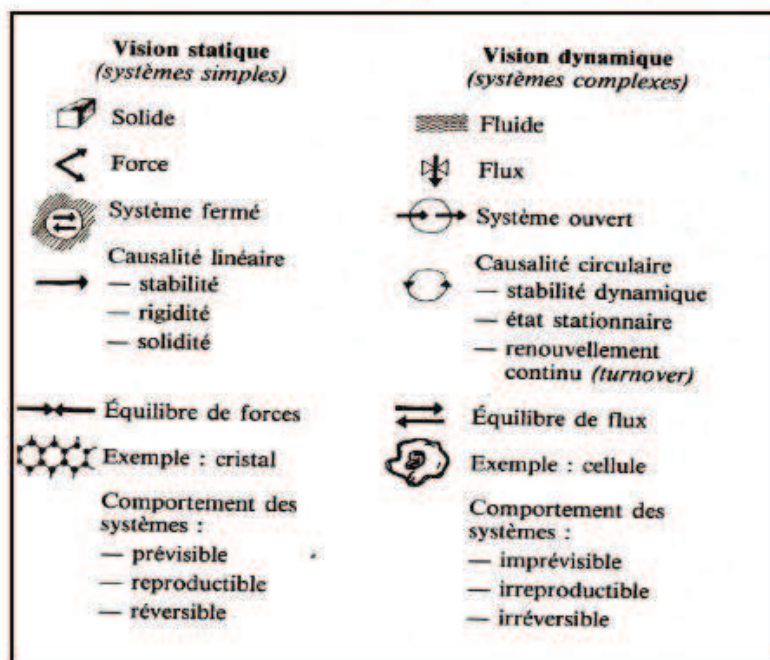 Vision statique
(systèmes simples)
Solide
Force
Système fermé
Causalité linéaire
— stabilité
— rigidité
— solidité
Équilibre de forces
Exemple : cristal
Comportement des
systèmes :
— prévisible
— reproductible
— réversible
Vision dynamique
(systèmes complexes)
Fluide
Flux
Système ouvert
Causalité circulaire
— stabilité dynamique
— état stationnaire
— renouvellement
continu (turnover)
Équilibre de flux
Exemple : cellule
Comportement des
systèmes :
— imprévisible
— irreproductible
— irréversible